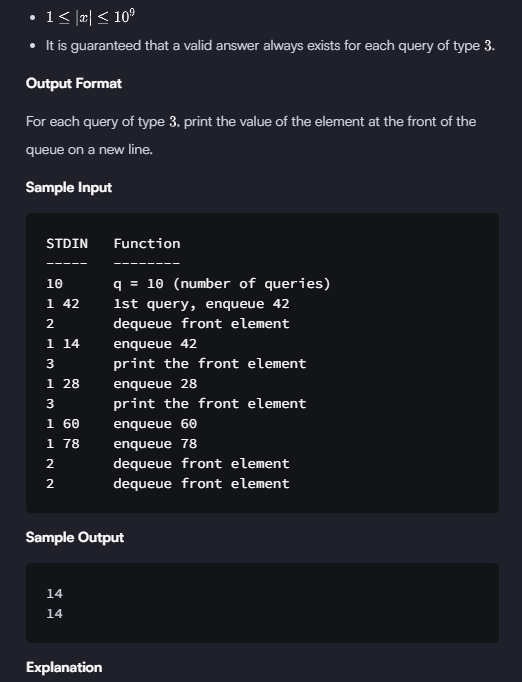 • 1 ≤ |x| ≤ 10⁹
• It is guaranteed that a valid answer always exists for each query of type 3.
Output Format
For each query of type 3, print the value of the element at the front of the
queue on a new line.
Sample Input
STDIN   Function
-----   --------
10      q = 10 (number of queries)
1 42    1st query, enqueue 42
2       dequeue front element
1 14    enqueue 42
3       print the front element
1 28    enqueue 28
3       print the front element
1 60    enqueue 60
1 78    enqueue 78
2       dequeue front element
2       dequeue front element
Sample Output
14
14
Explanation